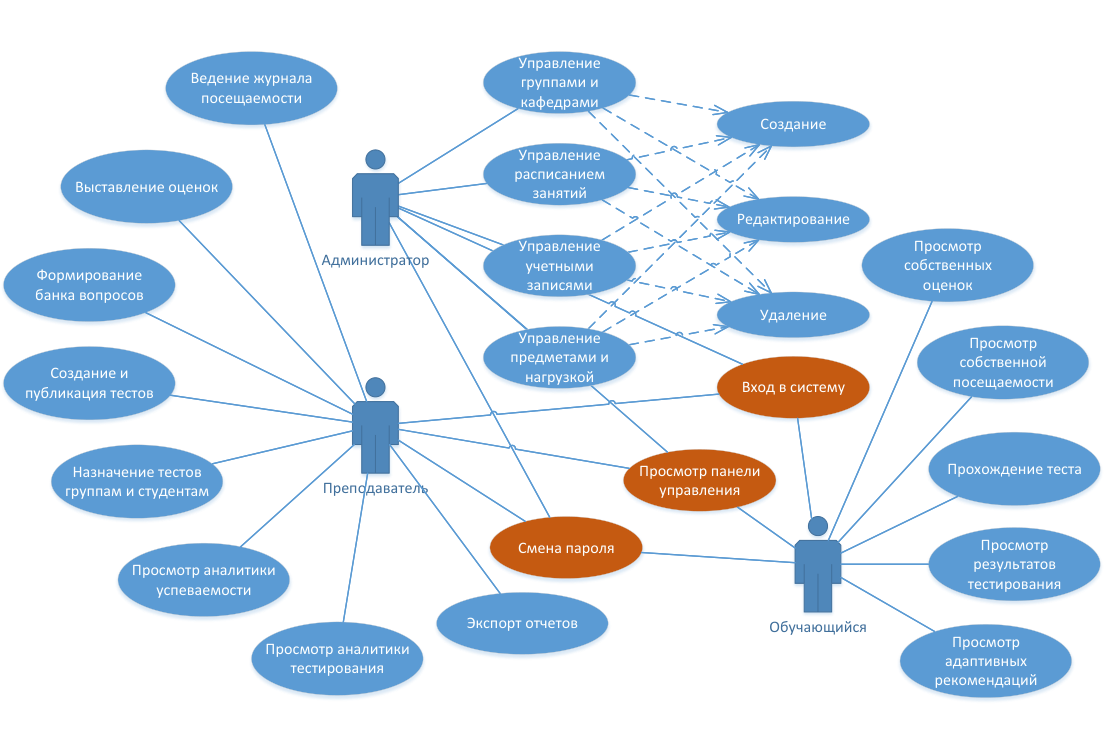 Ведение журнала
посещаемости
Выставление оценок
Формирование
банка вопросов
Создание и
публикация тестов
Назначение тестов
группам и студентам
Просмотр аналитики
успеваемости
Просмотр аналитики
тестирования
Экспорт отчетов
Администратор
Преподаватель
Управление
группами и
кафедрами
Управление
расписанием
занятий
Управление
учетными
записями
Управление
предметами и
нагрузкой
Создание
Редактирование
Удаление
Вход в систему
Просмотр панели
управления
Смена пароля
Обучающийся
Просмотр
собственных
оценок
Просмотр
собственной
посещаемости
Прохождение теста
Просмотр
результатов
тестирования
Просмотр
адаптивных
рекомендаций